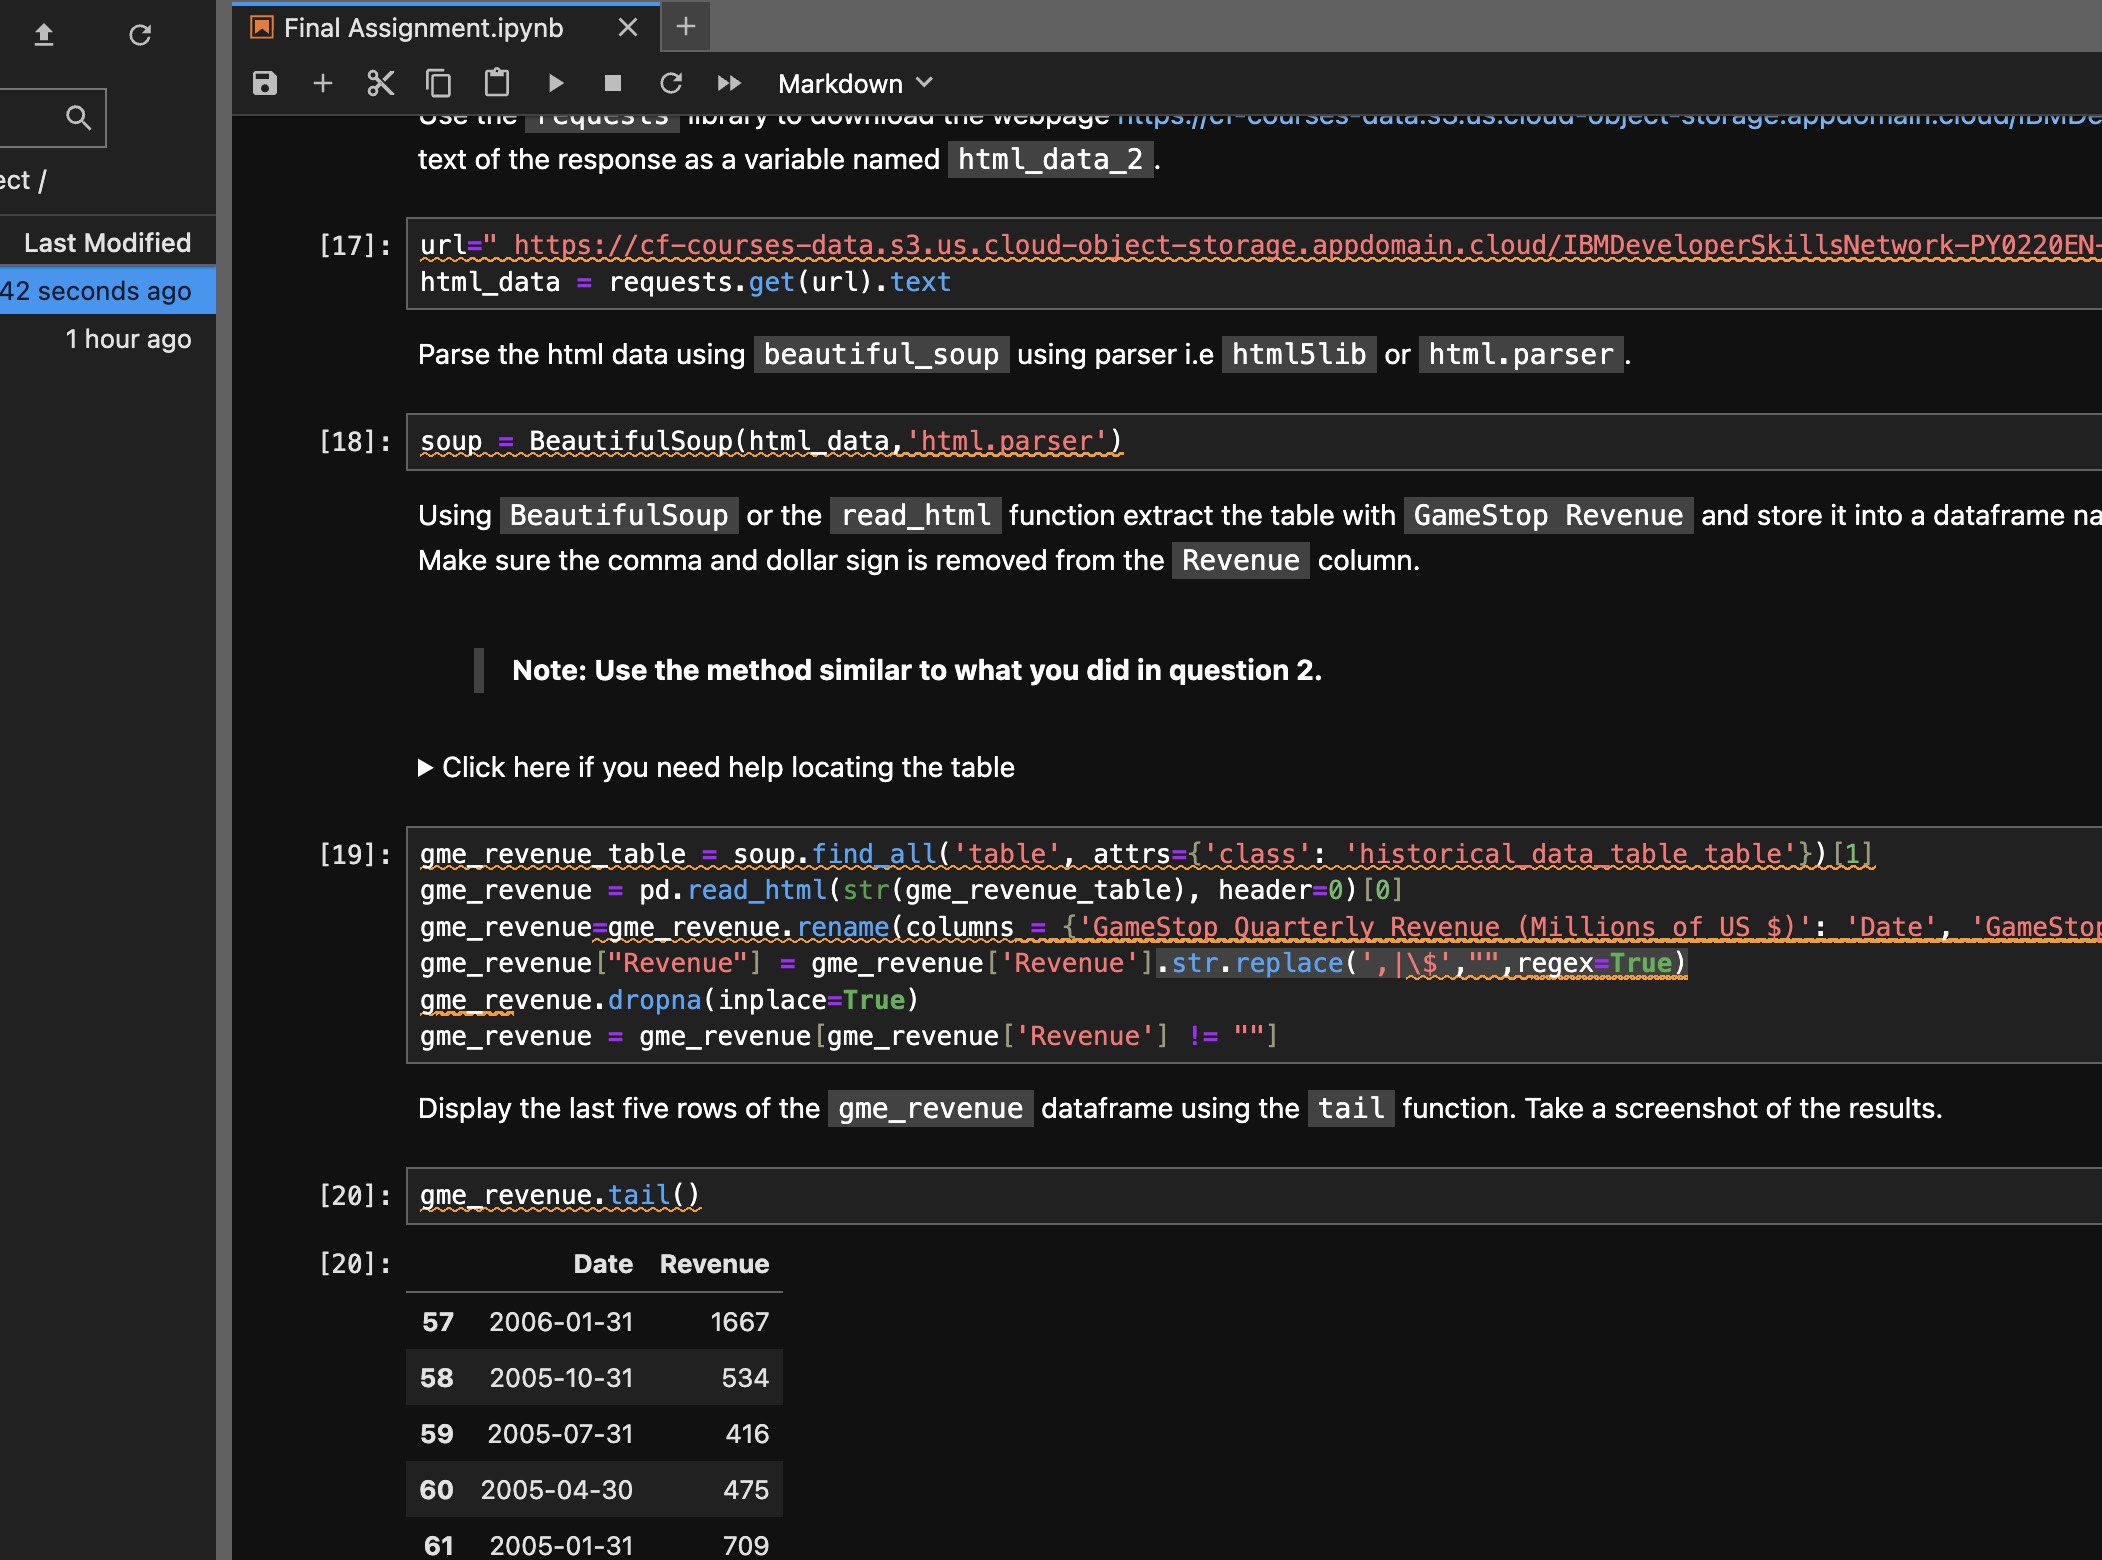 Final Assignment.ipynb
Markdown
Use the requests library to download the webpage https://cf-courses-data.s3.us.cloud-object-storage.appdomain.cloud/IBMDe
text of the response as a variable named html_data_2.
ect /
Last Modified
42 seconds ago
1 hour ago
[17]: url=" https://cf-courses-data.s3.us.cloud-object-storage.appdomain.cloud/IBMDeveloperSkillsNetwork-PY0220EN-
html_data = requests.get(url).text
Parse the html data using beautiful_soup using parser i.e html5lib or html.parser.
[18]: soup = BeautifulSoup(html_data,'html.parser')
Using BeautifulSoup or the read_html function extract the table with GameStop Revenue and store it into a dataframe na
Make sure the comma and dollar sign is removed from the Revenue column.
Note: Use the method similar to what you did in question 2.
Click here if you need help locating the table
[19]: gme_revenue_table = soup.find_all('table', attrs={'class': 'historical_data_table table'})[1]
gme_revenue = pd.read_html(str(gme_revenue_table), header=0)[0]
gme_revenue=gme_revenue.rename(columns = {'GameStop Quarterly Revenue (Millions of US $)': 'Date', 'GameStop
gme_revenue["Revenue"] = gme_revenue['Revenue'].str.replace(',|\$',"",regex=True)
gme_revenue.dropna(inplace=True)
gme_revenue = gme_revenue[gme_revenue['Revenue'] != ""]
Display the last five rows of the gme_revenue dataframe using the tail function. Take a screenshot of the results.
[20]: gme_revenue.tail()
[20]: Date Revenue
57 2006-01-31 1667
58 2005-10-31 534
59 2005-07-31 416
60 2005-04-30 475
61 2005-01-31 709